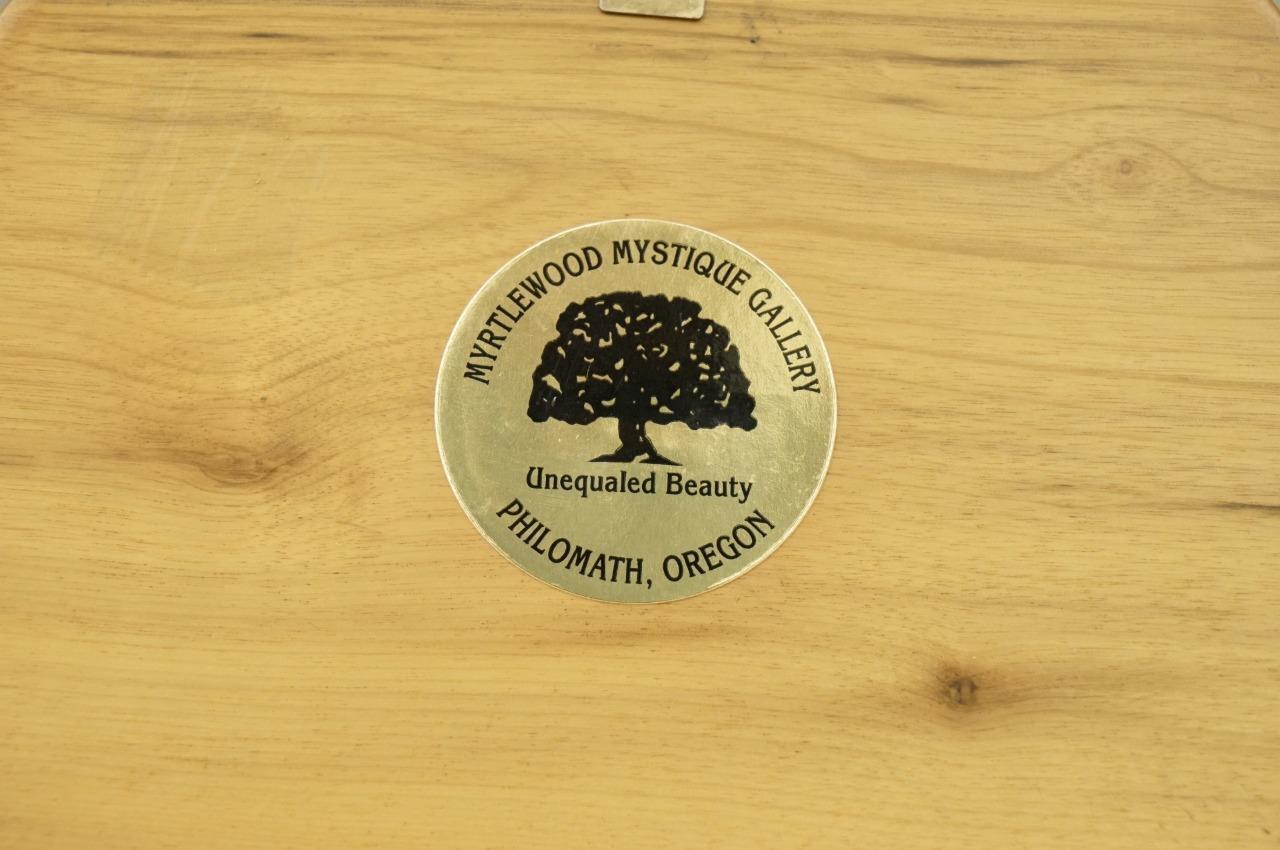 MYRTLEWOOD MYSTIQUE GALLERY
Unequaled Beauty
PHILOMATH, OREGON